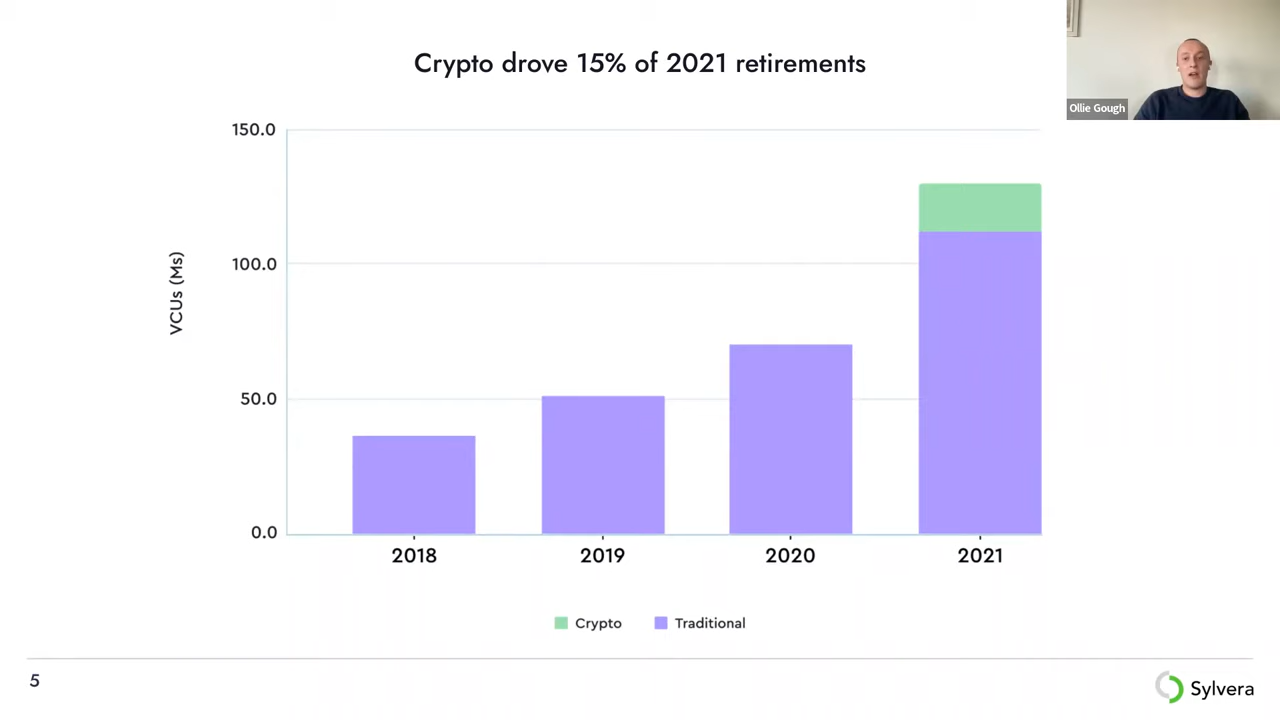 Crypto drove 15% of 2021 retirements
Ollie Gough
150.0
100.0
50.0
0.0
VCUs (Ms)
2018 2019 2020 2021
Crypto Traditional
5
Sylvera